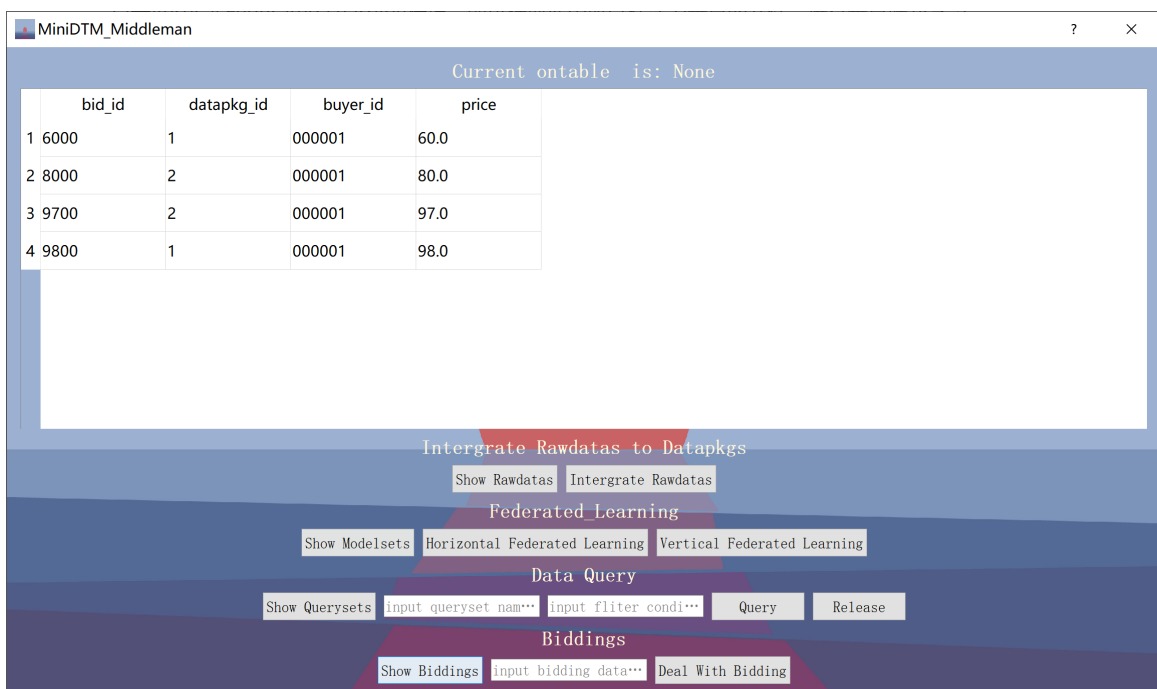 MiniDTM_Middleman ? ×
Current ontable is: None
bid_id datapkg_id buyer_id price
1 6000 1 000001 60.0
2 8000 2 000001 80.0
3 9700 2 000001 97.0
4 9800 1 000001 98.0
Intergrate Rawdatas to Datapkgs
Show Rawdatas Intergrate Rawdatas
Federated_Learning
Show Modelsets Horizontal Federated Learning Vertical Federated Learning
Data Query
Show Querysets input queryset nam… input fliter condi… Query Release
Biddings
Show Biddings input bidding data… Deal With Bidding